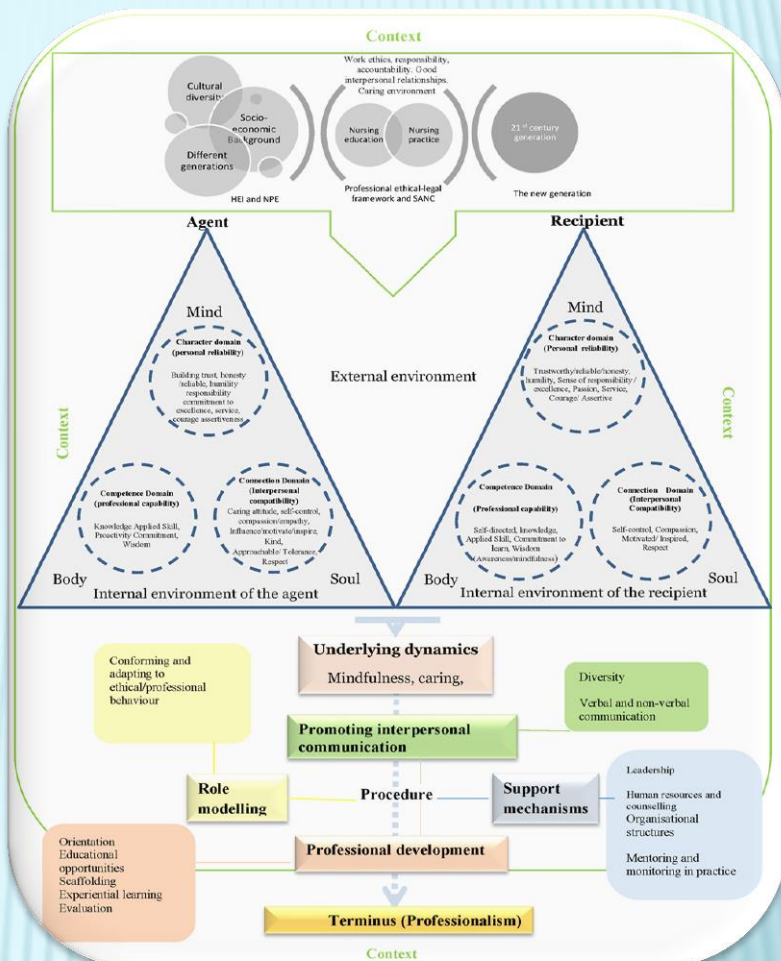 Context
Work ethics, responsibility,
accountability. Good
interpersonal relationships.
Caring environment
Cultural
diversity
Socio-
economic
Background
Different
generations
Nursing
education
Nursing
practice
21st century
generation
HEI and NPE
Professional ethical-legal
framework and SANC
The new generation
Agent
Recipient
Mind
Character domain
(personal reliability)
Building trust, honesty
/reliable, humility
responsibility
commitment to
excellence, service,
courage assertiveness
Competence Domain
(professional capability)
Knowledge Applied Skill,
Proactivity Commitment,
Wisdom
Connection Domain
(Interpersonal
compatibility)
Caring attitude, self-control,
compassion/empathy,
Influence/motivate/inspire,
Kind,
Approachable/ Tolerance,
Respect
Body
Soul
Internal environment of the agent
External environment
Context
Context
Mind
Character domain
(Personal reliability)
Trustworthy/reliable/honesty,
humility, Sense of responsibility /
excellence, Passion, Service,
Courage/ Assertive
Competence Domain
(Professional capability)
Self-directed, knowledge,
Applied Skill, Commitment to
learn, Wisdom
(Awareness/mindfulness)
Connection Domain
(Interpersonal
Compatibility)
Self-control, Compassion,
Motivated/ Inspired,
Respect
Body
Soul
Internal environment of the recipient
Underlying dynamics
Mindfulness, caring,
Conforming and
adapting to
ethical/professional
behaviour
Diversity
Verbal and non-verbal
communication
Promoting interpersonal
communication
Role
modelling
Procedure
Support
mechanisms
Leadership
Human resources and
counselling
Organisational
structures
Mentoring and
monitoring in practice
Orientation
Educational
opportunities
Scaffolding
Experiential learning
Evaluation
Professional development
Terminus (Professionalism)
Context